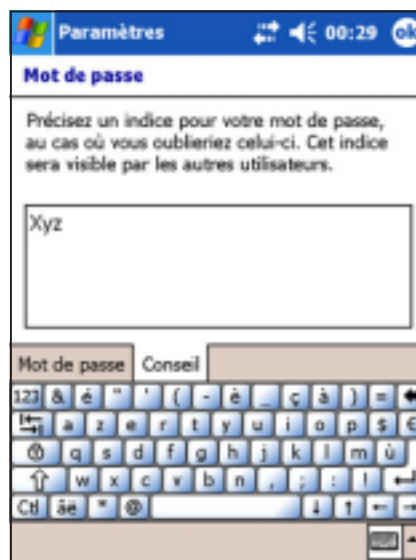 Paramètres 00:29 ok
Mot de passe
Précisez un indice pour votre mot de passe,
au cas où vous oublieriez celui-ci. Cet indice
sera visible par les autres utilisateurs.
Xyz
Mot de passe Conseil
123 & é " ' ( - è _ ç à ) =
a z e r t y u i o p $ €
q s d f g h j k l m ù
w x c v b n , ; : !
Ctl áë * @